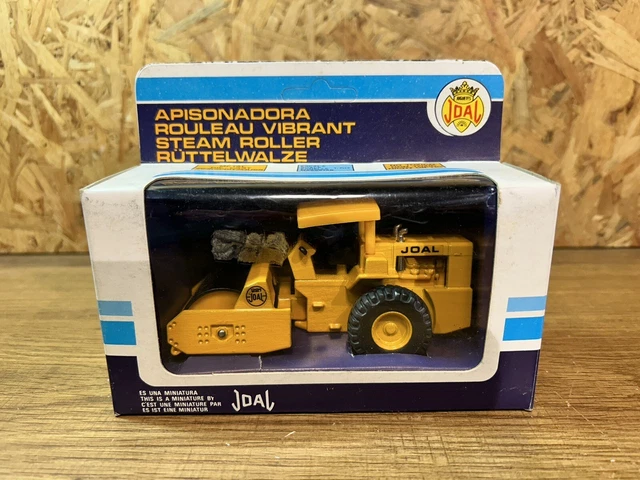 APISONADORA
ROULEAU VIBRANT
STEAM ROLLER
RÜTTELWALZE
JOAL
JOAL
JOAL
ES UNA MINIATURA
THIS IS A MINIATURE BY
C'EST UNE MINIATURE PAR
ES IST EINE MINIATUR
JOAL